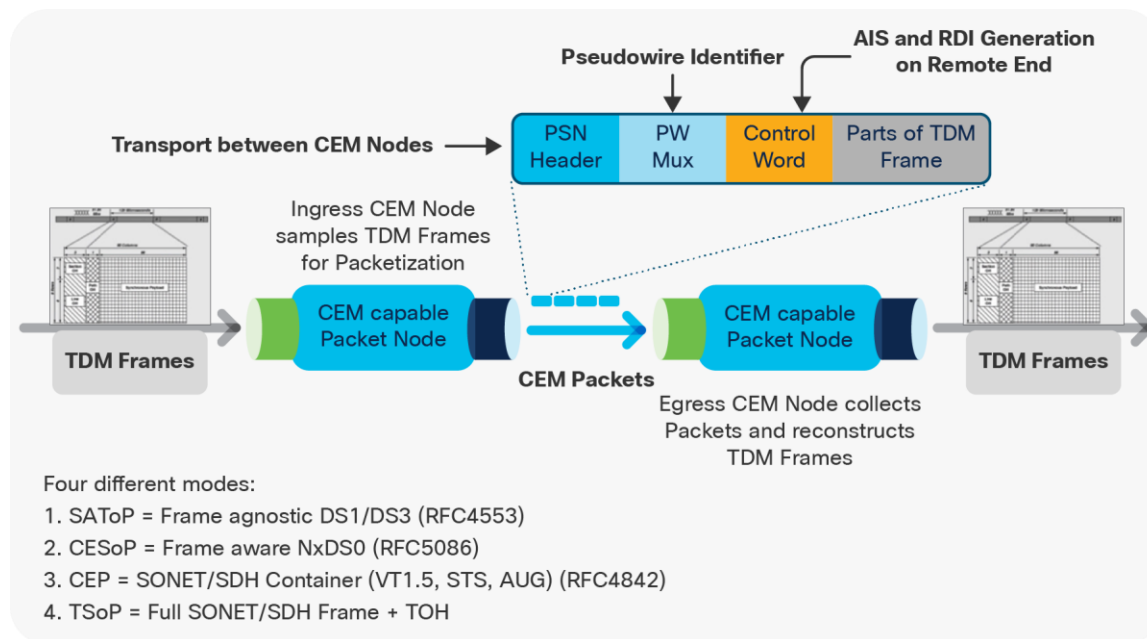 AIS and RDI Generation
on Remote End
Pseudowire Identifier
Transport between CEM Nodes
PSN
Header
PW
Mux
Control
Word
Parts of TDM
Frame
Ingress CEM Node
samples TDM Frames
for Packetization
Synchronous Payload
Synchronous Payload
CEM capable
Packet Node
CEM capable
Packet Node
TDM Frames
CEM Packets
TDM Frames
Egress CEM Node collects
Packets and reconstructs
TDM Frames
Four different modes:
1. SAToP = Frame agnostic DS1/DS3 (RFC4553)
2. CESoP = Frame aware NxDS0 (RFC5086)
3. CEP = SONET/SDH Container (VT1.5, STS, AUG) (RFC4842)
4. TSoP = Full SONET/SDH Frame + TOH